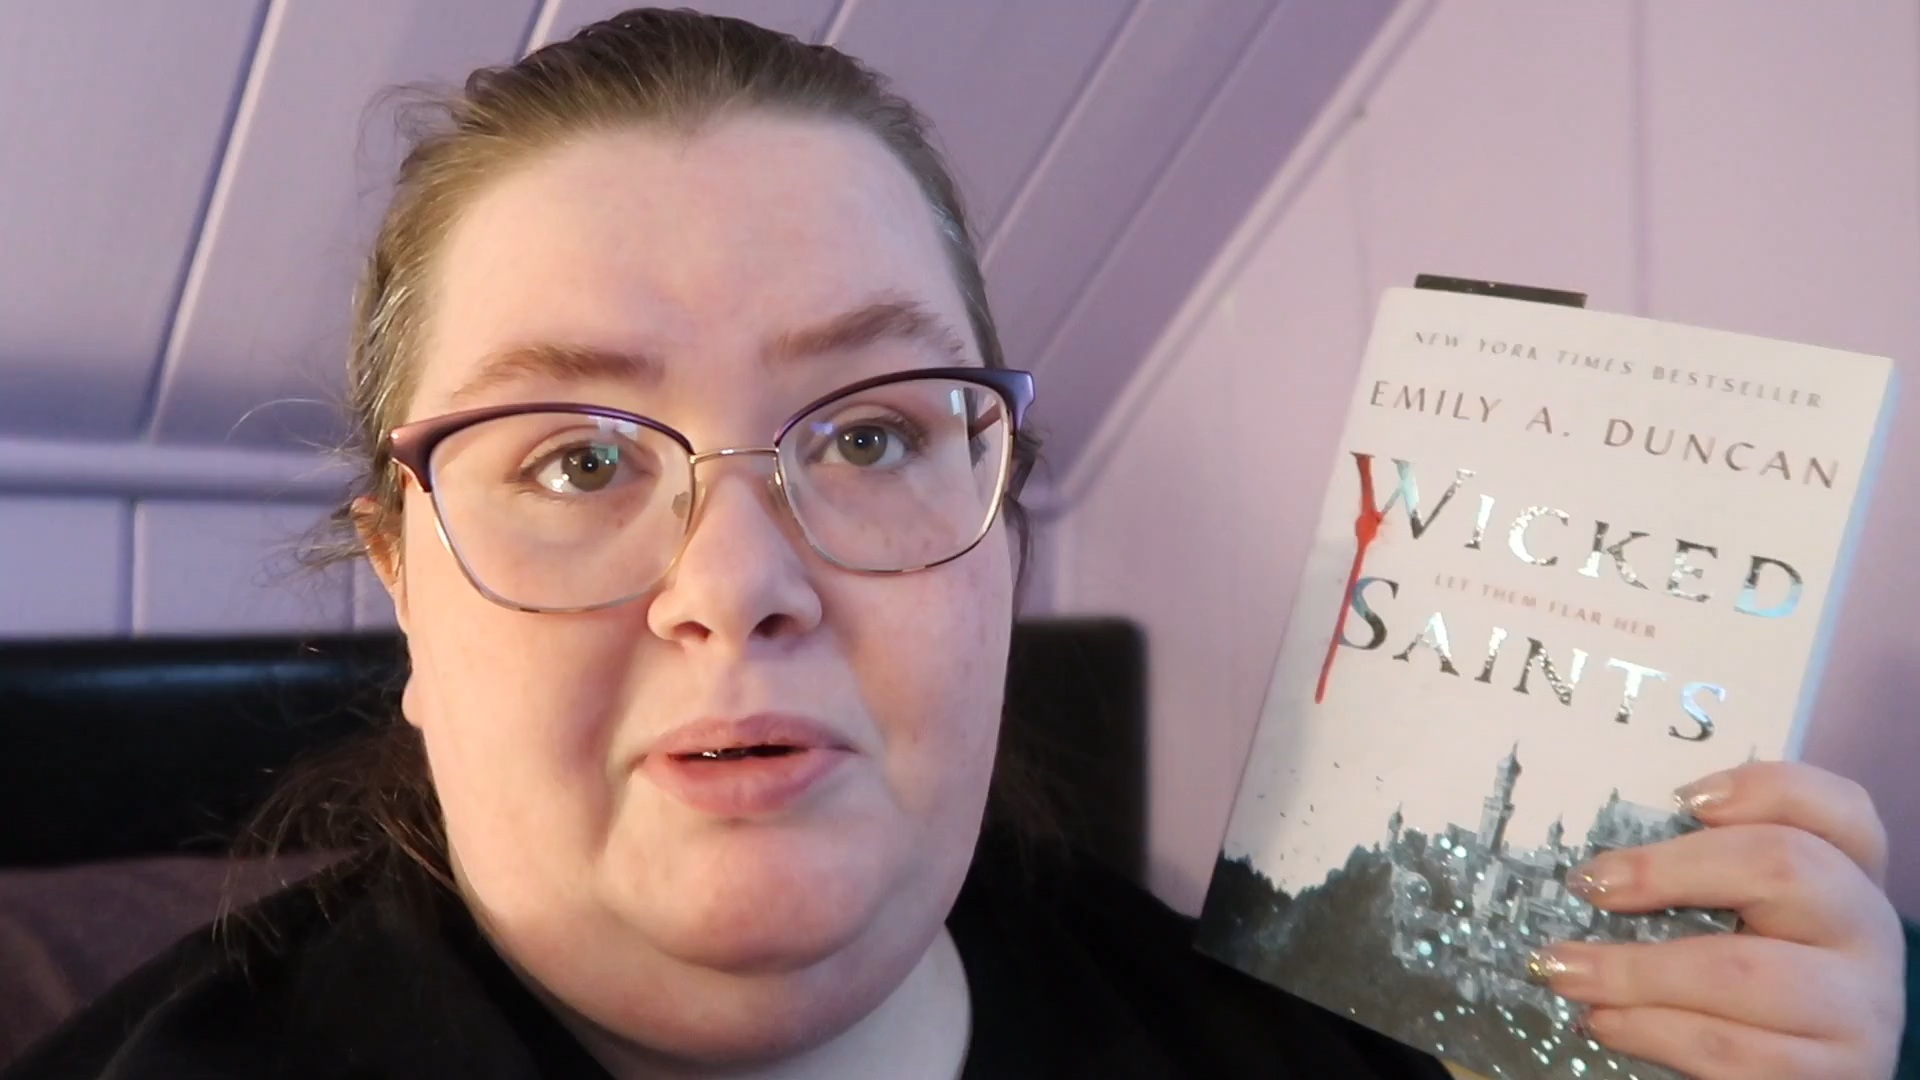 NEW YORK TIMES BESTSELLER
EMILY A. DUNCAN
WICKED
LET THEM FEAR HER
SAINTS